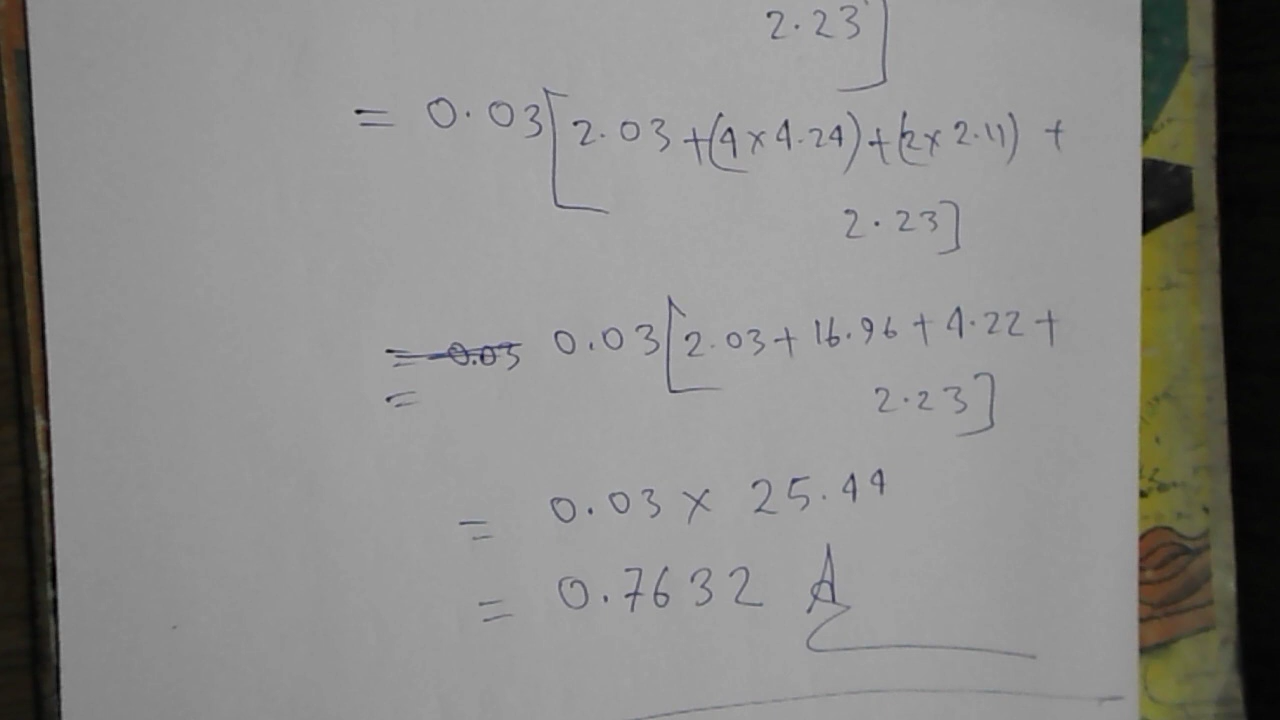 2.23]
= 0.03[2.03 + (4 × 4.24) + (2 × 2.11) +
2.23]
= 0.03 0.03[2.03 + 16.96 + 4.22 +
=
2.23]
= 0.03 × 25.44
= 0.7632 A